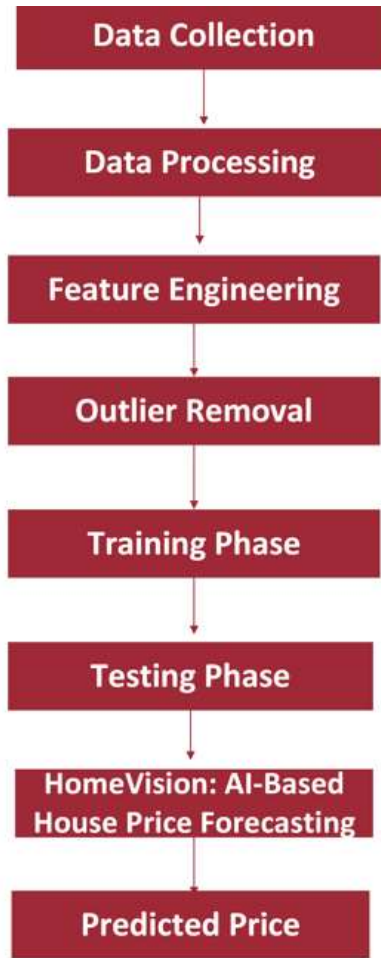 Data Collection
Data Processing
Feature Engineering
Outlier Removal
Training Phase
Testing Phase
HomeVision: AI-Based
House Price Forecasting
Predicted Price